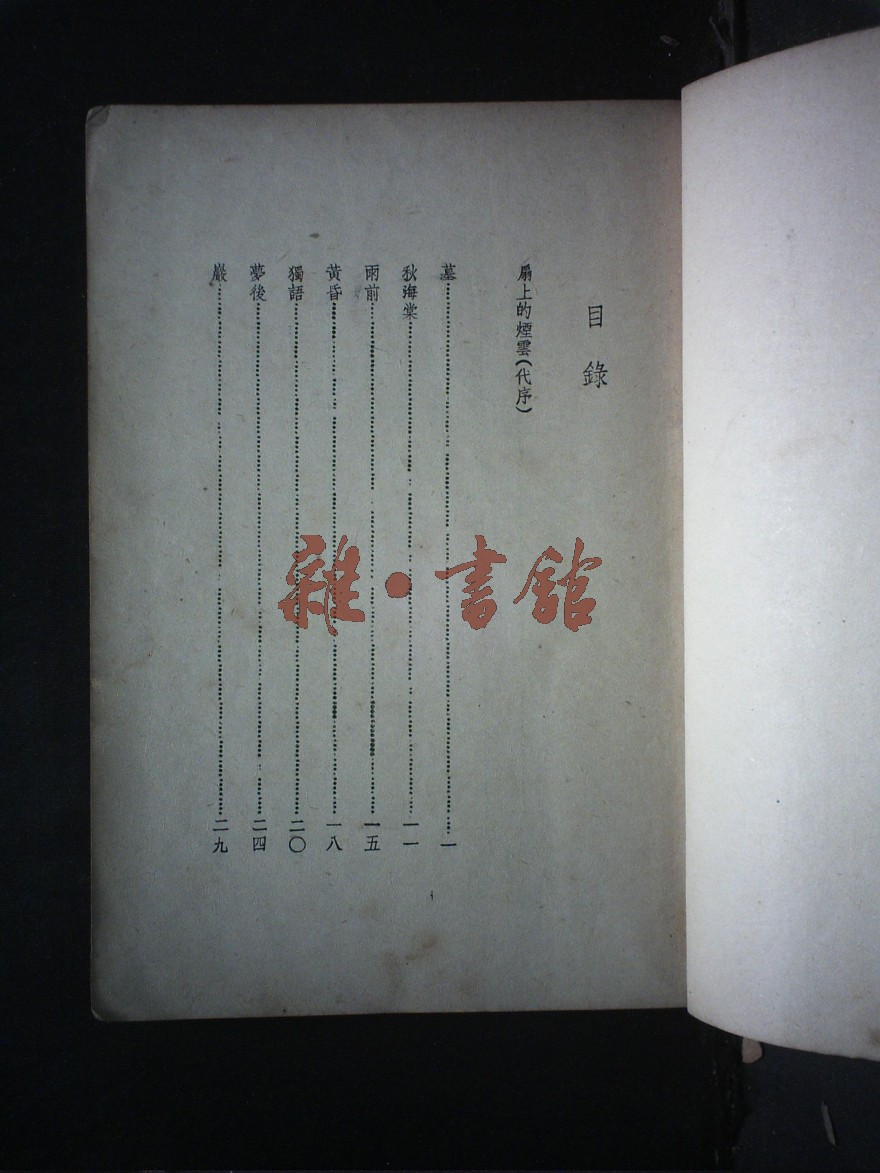 目錄
扇上的煙雲(代序)
墓……一
秋海棠……一一
雨前……一五
黃昏……一八
獨語……二〇
夢後……二四
巖……二九
雜·書館